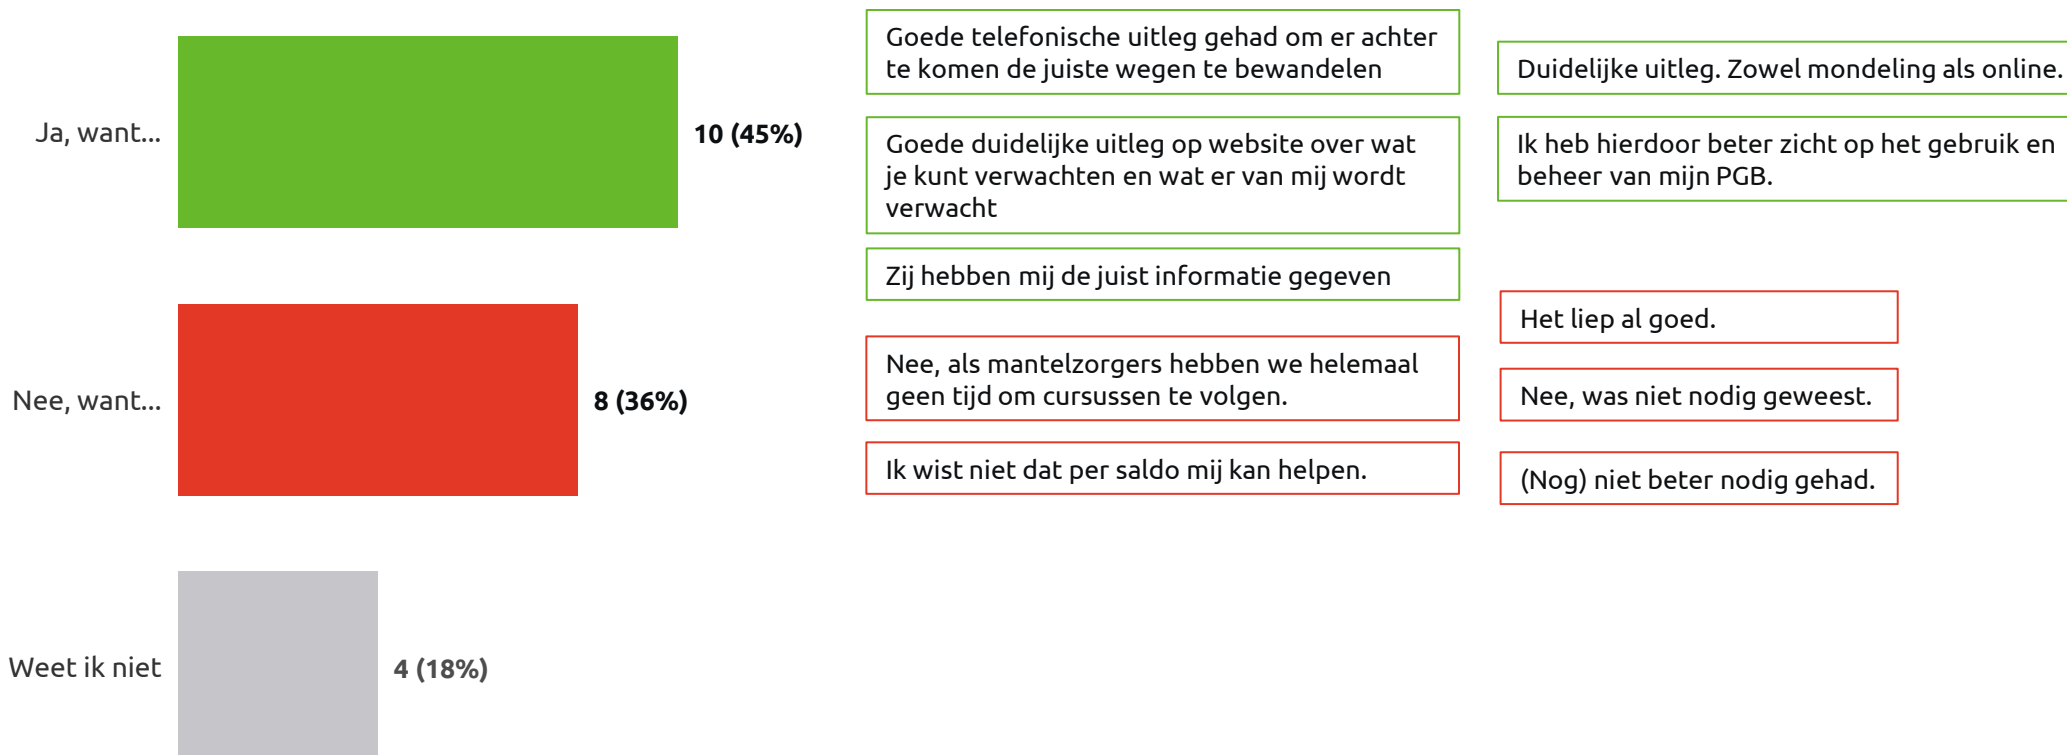 Ja, want...
10 (45%)
Goede telefonische uitleg gehad om er achter
te komen de juiste wegen te bewandelen
Duidelijke uitleg. Zowel mondeling als online.
Goede duidelijke uitleg op website over wat
je kunt verwachten en wat er van mij wordt
verwacht
Ik heb hierdoor beter zicht op het gebruik en
beheer van mijn PGB.
Zij hebben mij de juist informatie gegeven
Nee, want...
8 (36%)
Nee, als mantelzorgers hebben we helemaal
geen tijd om cursussen te volgen.
Het liep al goed.
Nee, was niet nodig geweest.
Ik wist niet dat per saldo mij kan helpen.
(Nog) niet beter nodig gehad.
Weet ik niet
4 (18%)